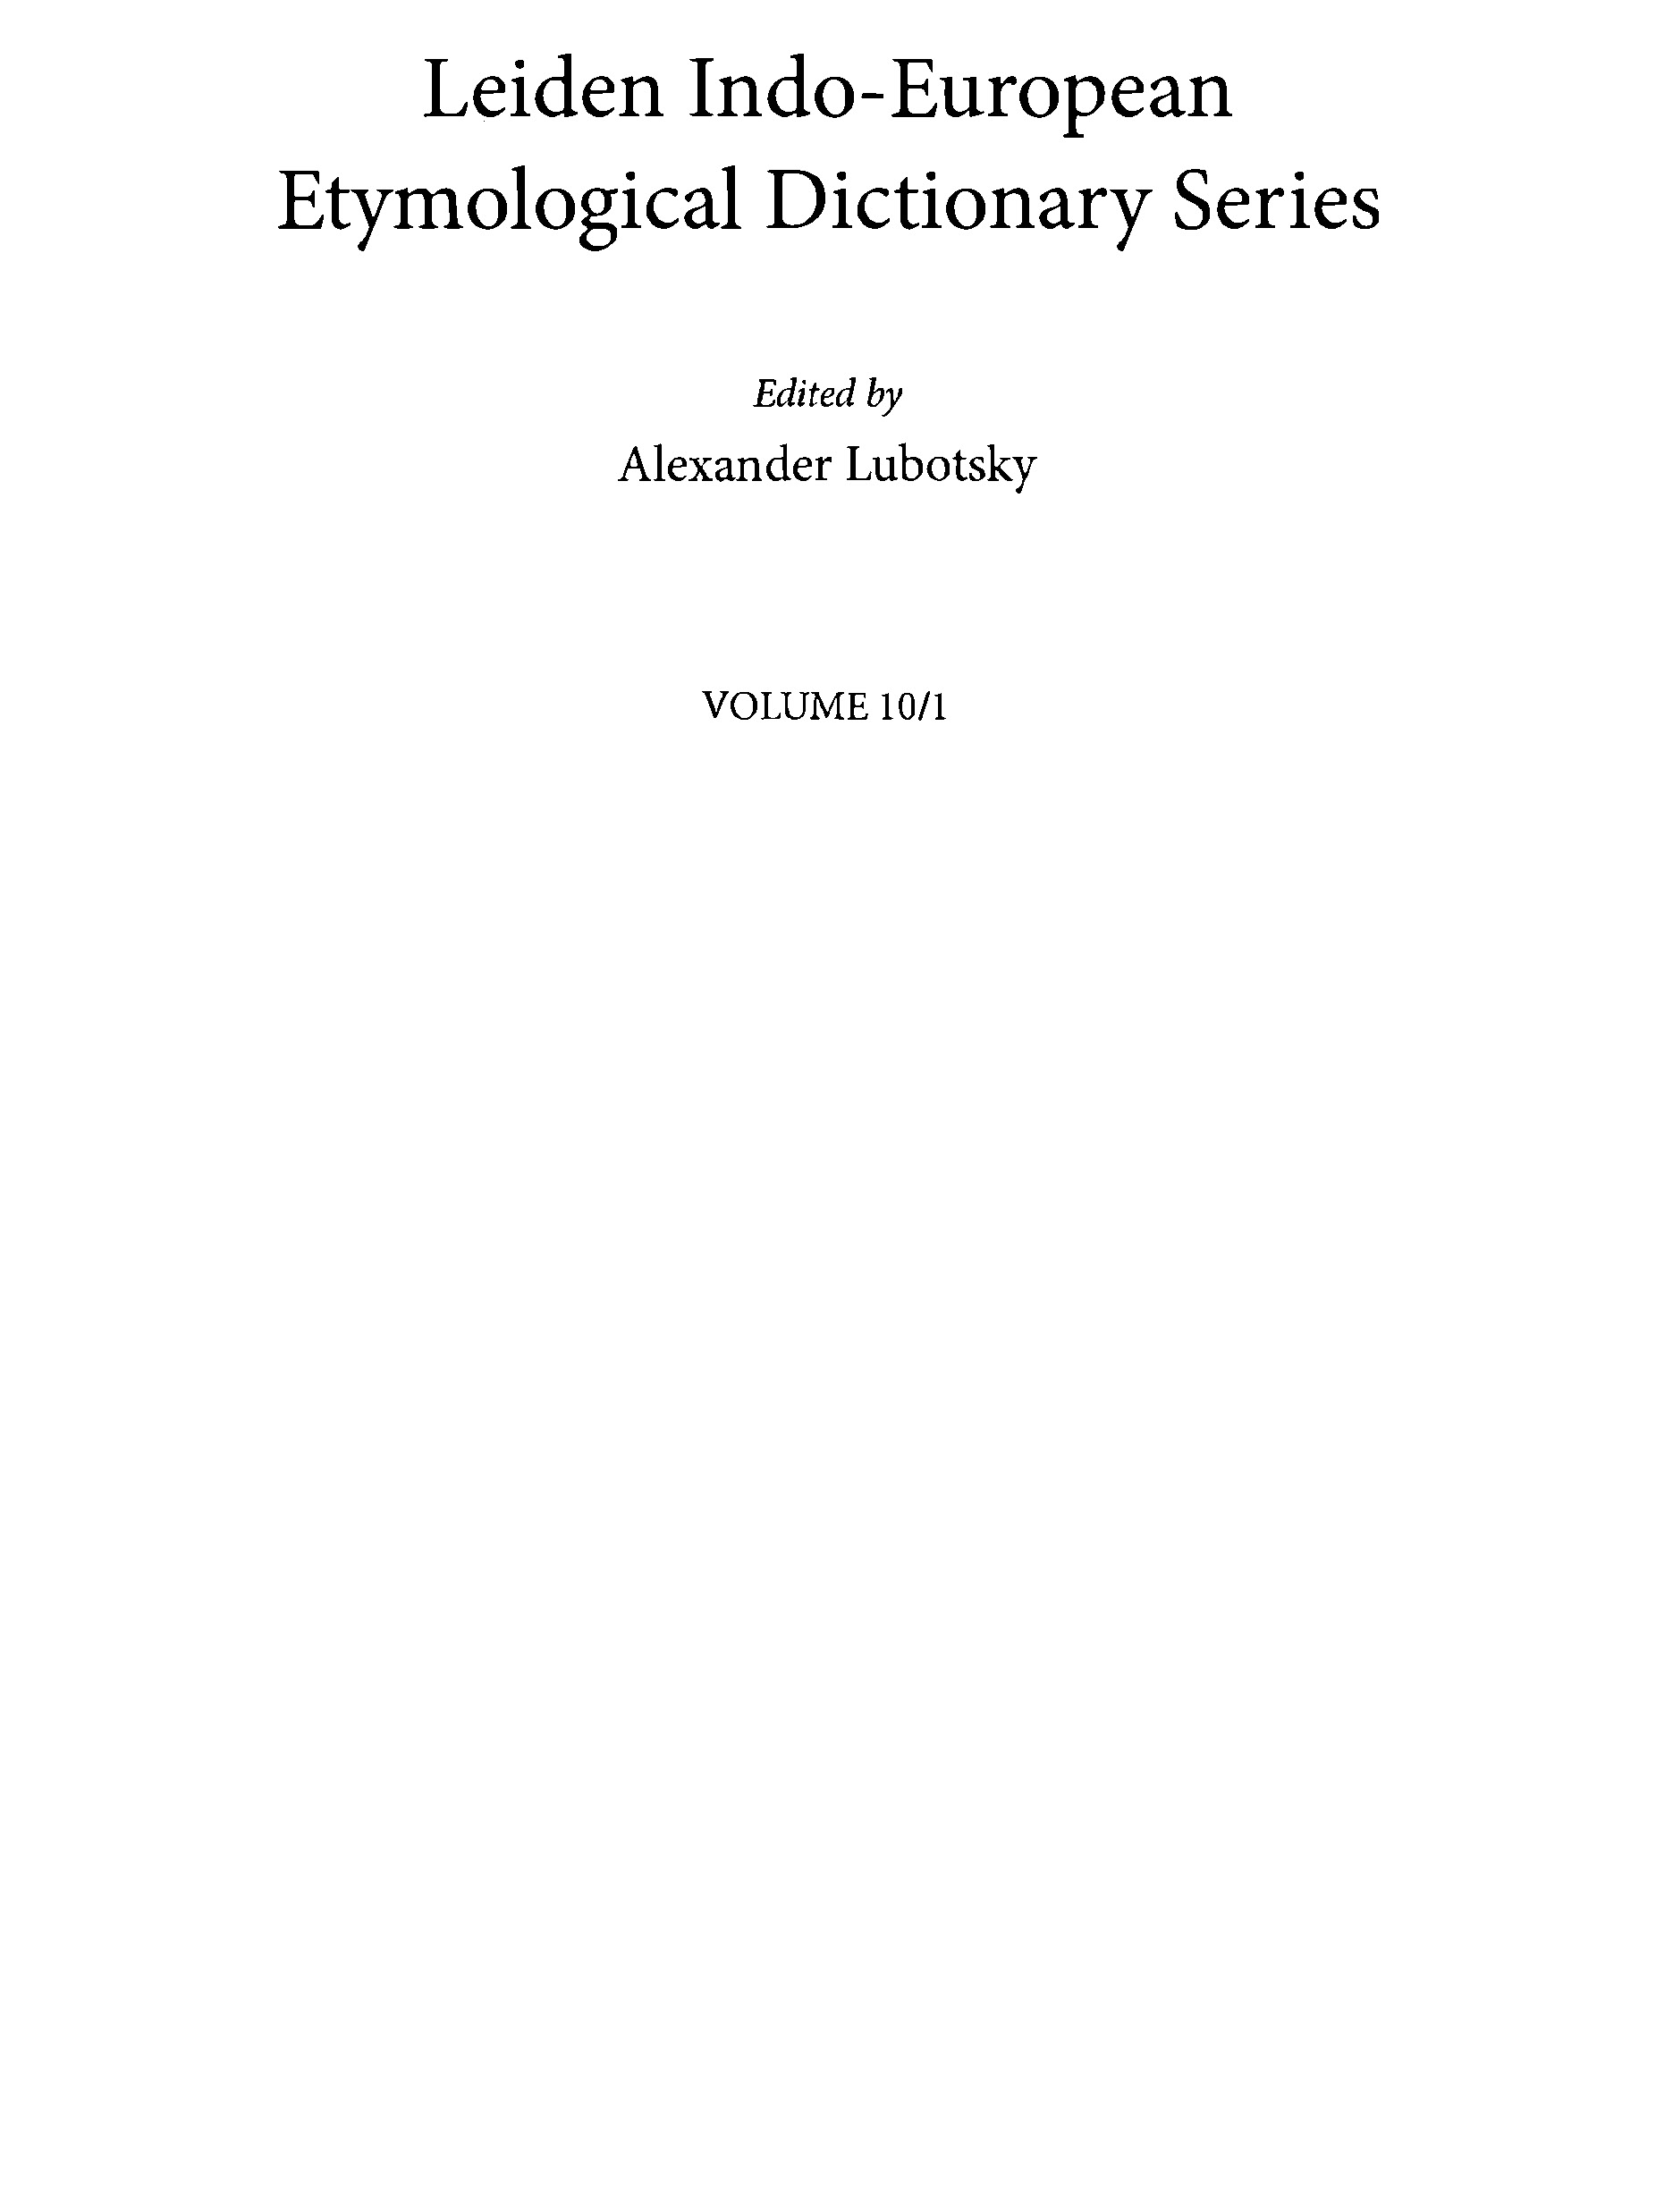 Leiden Indo-European
Etymological Dictionary Series
Edited by
Alexander Lubotsky
VOLUME 10/1